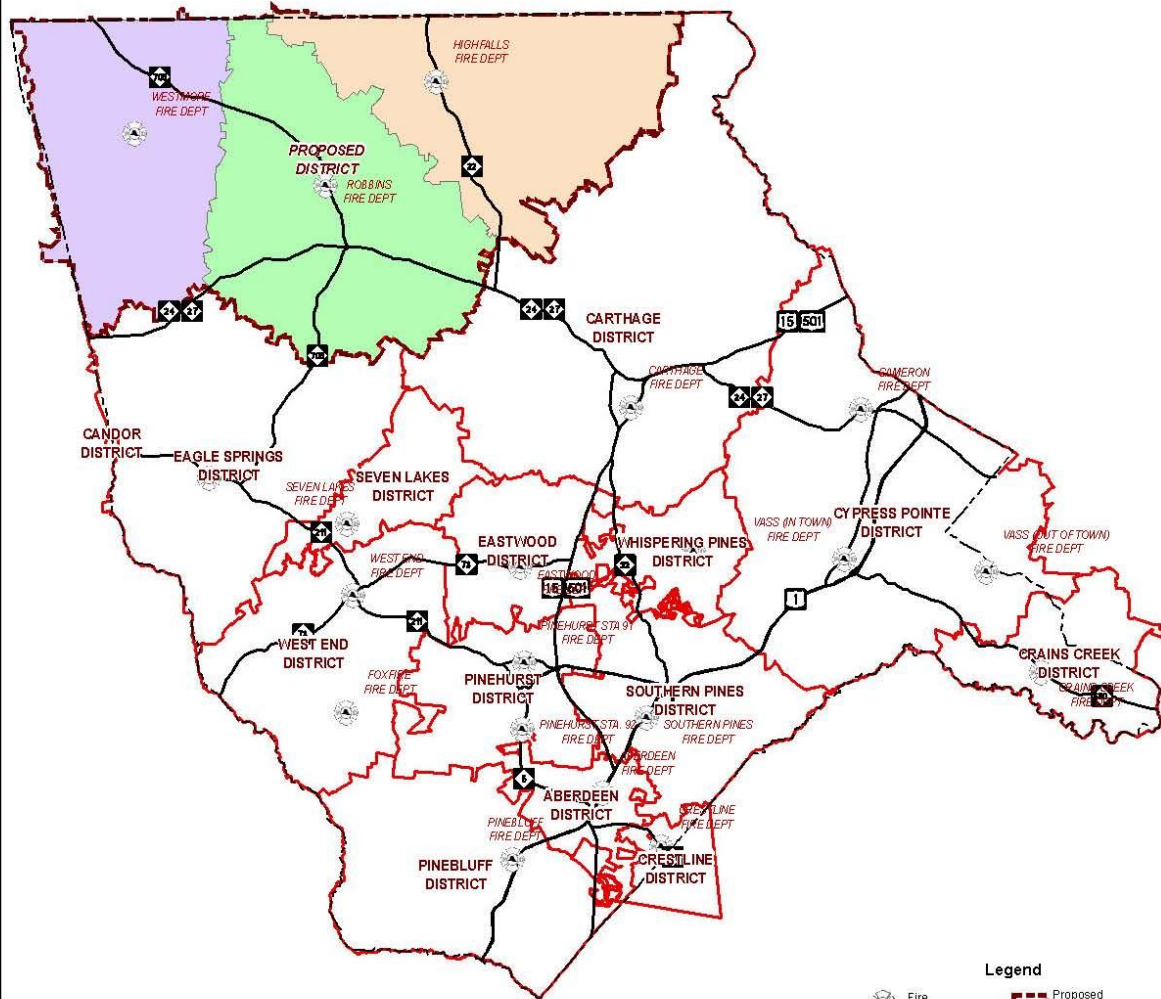 HIGHFALLS
FIRE DEPT
705
WESTMORE
FIRE DEPT
PROPOSED
DISTRICT
ROBBINS
FIRE DEPT
22
24 27
24 27
15 501
CARTHAGE
DISTRICT
705
CARTHAGE
FIRE DEPT
CAMERON
FIRE DEPT
24 27
CANDOR
DISTRICT
EAGLE SPRINGS
DISTRICT
SEVEN LAKES
DISTRICT
SEVEN LAKES
FIRE DEPT
211
CYPRESS POINTE
DISTRICT
VASS (IN TOWN)
FIRE DEPT
VASS (OUT OF TOWN)
FIRE DEPT
EASTWOOD
DISTRICT
WHISPERING PINES
DISTRICT
WEST END
FIRE DEPT
73
22
EASTWOOD
15 501
1
211
PINEHURST STA 91
FIRE DEPT
WEST END
DISTRICT
CRAINS CREEK
DISTRICT
FOXFIRE
FIRE DEPT
PINEHURST
DISTRICT
SOUTHERN PINES
DISTRICT
CRAINS CREEK
FIRE DEPT
PINEHURST STA. 92
FIRE DEPT
SOUTHERN PINES
FIRE DEPT
ABERDEEN
FIRE DEPT
5
ABERDEEN
DISTRICT
PINEBLUFF
FIRE DEPT
CRESTLINE
FIRE DEPT
PINEBLUFF
DISTRICT
CRESTLINE
DISTRICT
Legend
Fire
Proposed